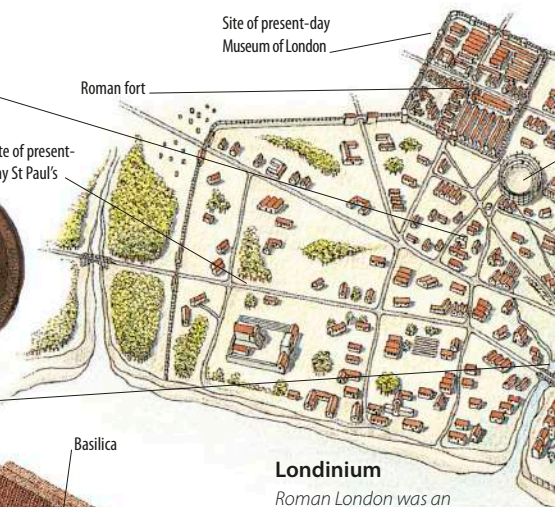 Site of present-day
Museum of London
Roman fort
te of present-
y St Paul's
Basilica
Londinium
Roman London was an